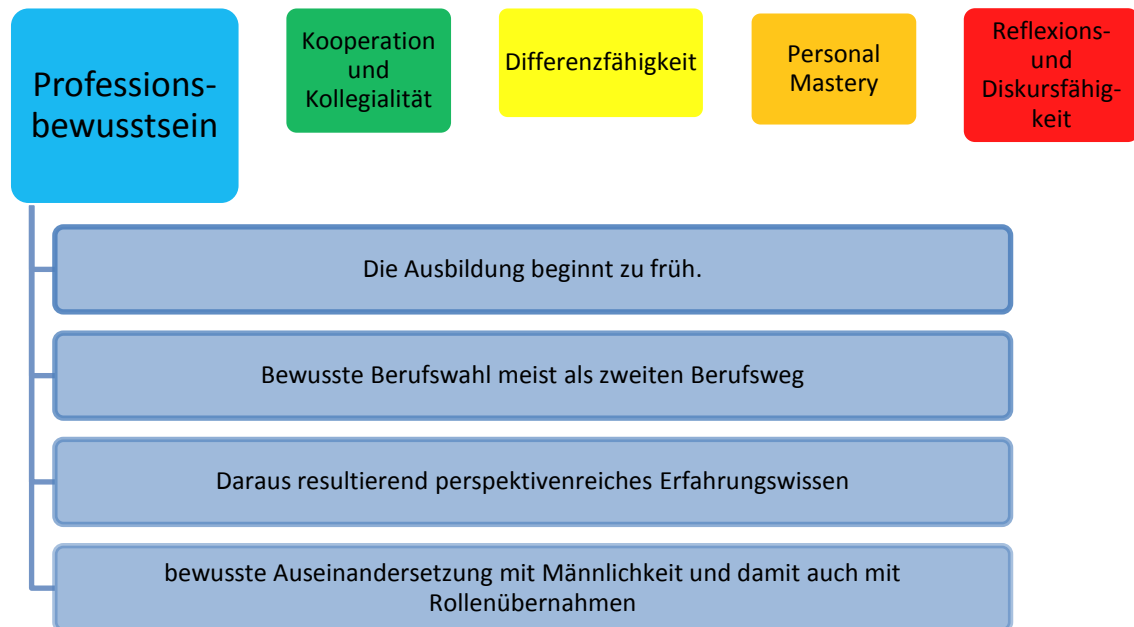 Professions-
bewusstsein
Kooperation
und
Kollegialität
Differenzfähigkeit
Personal
Mastery
Reflexions-
und
Diskursfähig-
keit
Die Ausbildung beginnt zu früh.
Bewusste Berufswahl meist als zweiten Berufsweg
Daraus resultierend perspektivenreiches Erfahrungswissen
bewusste Auseinandersetzung mit Männlichkeit und damit auch mit
Rollenübernahmen